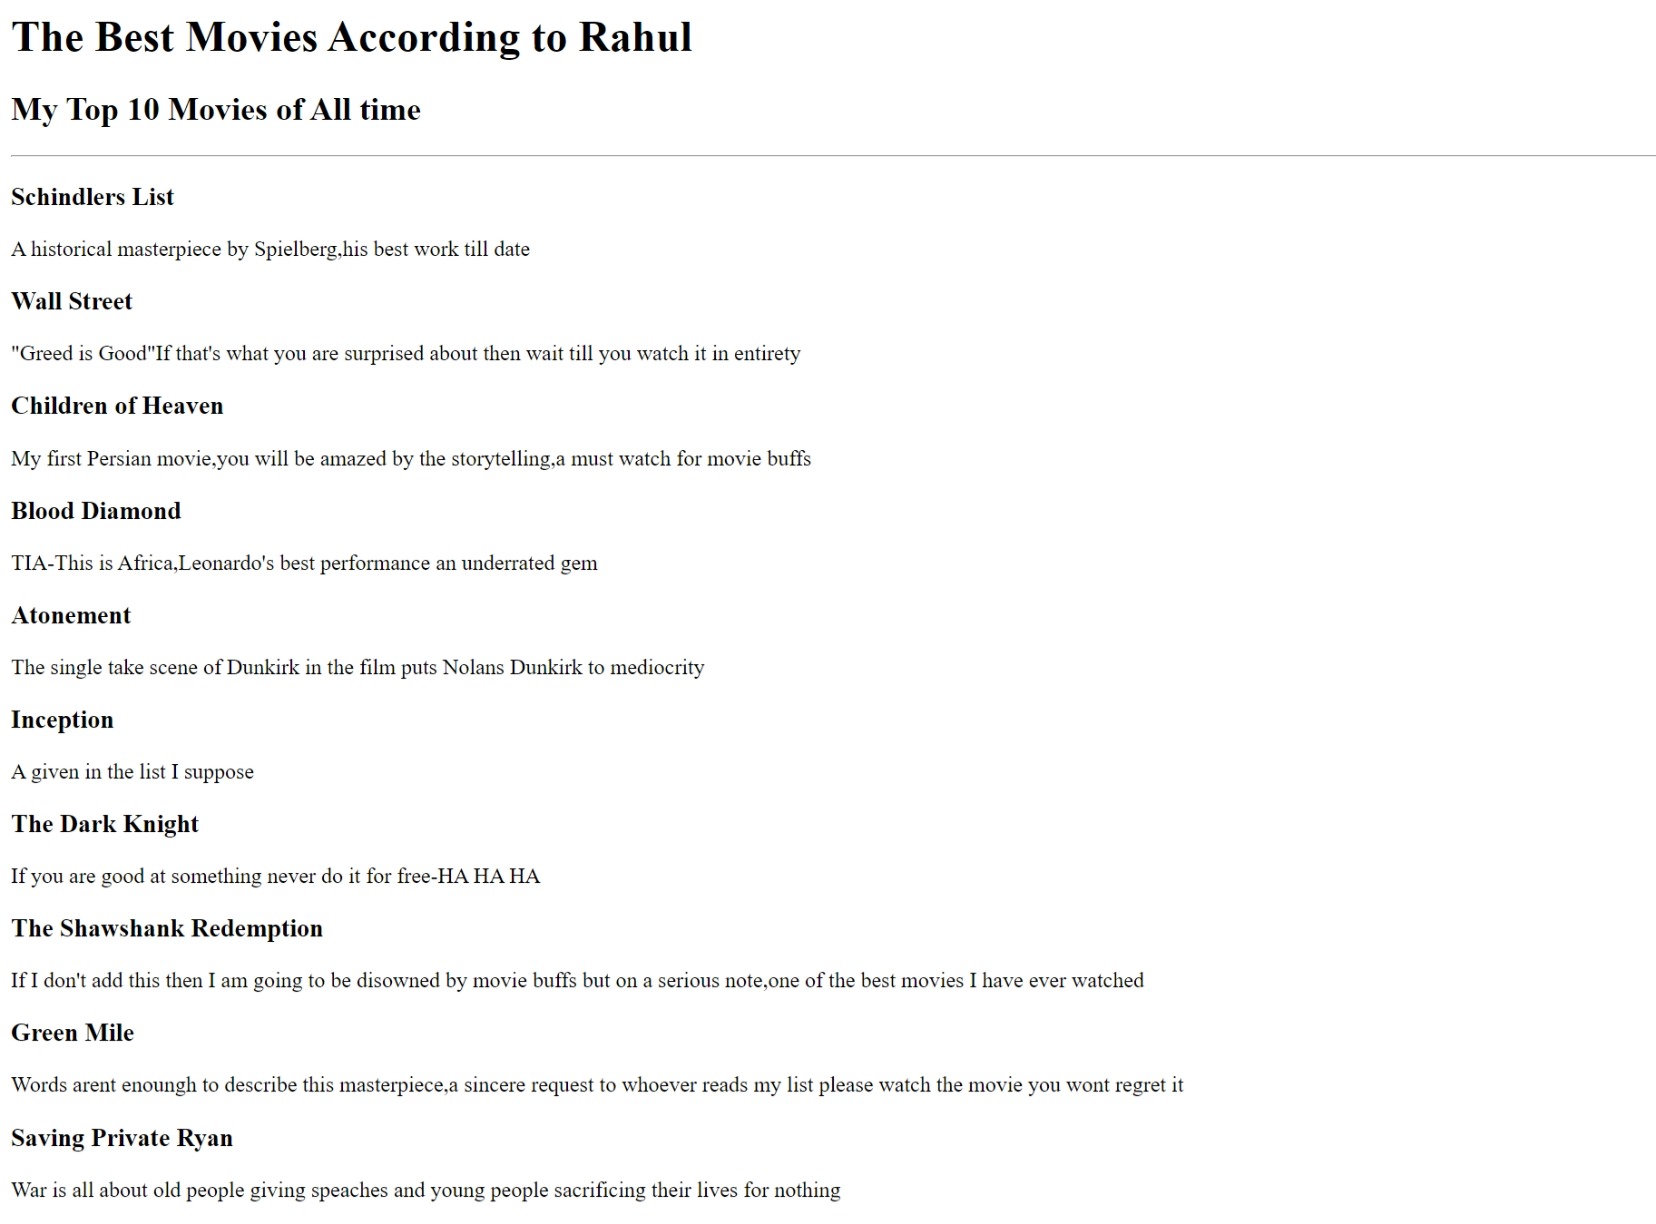 The Best Movies According to Rahul
My Top 10 Movies of All time
Schindlers List
A historical masterpiece by Spielberg,his best work till date
Wall Street
"Greed is Good"If that's what you are surprised about then wait till you watch it in entirety
Children of Heaven
My first Persian movie,you will be amazed by the storytelling,a must watch for movie buffs
Blood Diamond
TIA-This is Africa,Leonardo's best performance an underrated gem
Atonement
The single take scene of Dunkirk in the film puts Nolans Dunkirk to mediocrity
Inception
A given in the list I suppose
The Dark Knight
If you are good at something never do it for free-HA HA HA
The Shawshank Redemption
If I don't add this then I am going to be disowned by movie buffs but on a serious note,one of the best movies I have ever watched
Green Mile
Words arent enoungh to describe this masterpiece,a sincere request to whoever reads my list please watch the movie you wont regret it
Saving Private Ryan
War is all about old people giving speaches and young people sacrificing their lives for nothing